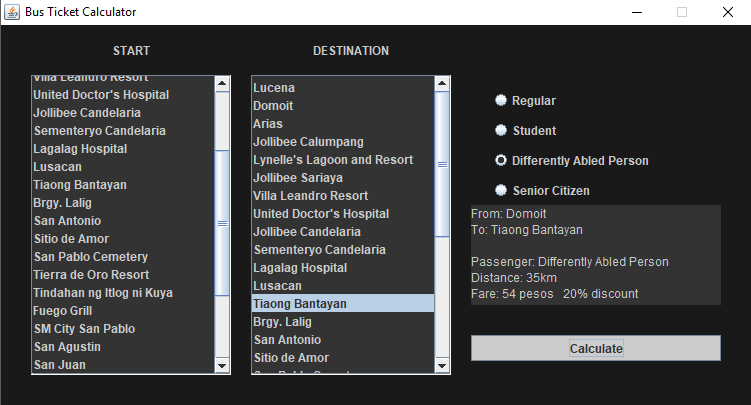 Bus Ticket Calculator
START
Villa Leandro Resort
United Doctor's Hospital
Jollibee Candelaria
Sementeryo Candelaria
Lagalag Hospital
Lusacan
Tiaong Bantayan
Brgy. Lalig
San Antonio
Sitio de Amor
San Pablo Cemetery
Tierra de Oro Resort
Tindahan ng Itlog ni Kuya
Fuego Grill
SM City San Pablo
San Agustin
San Juan
DESTINATION
Lucena
Domoit
Arias
Jollibee Calumpang
Lynelle's Lagoon and Resort
Jollibee Sariaya
Villa Leandro Resort
United Doctor's Hospital
Jollibee Candelaria
Sementeryo Candelaria
Lagalag Hospital
Lusacan
Tiaong Bantayan
Brgy. Lalig
San Antonio
Sitio de Amor
San Pablo Cemetery
Regular
Student
Differently Abled Person
Senior Citizen
From: Domoit
To: Tiaong Bantayan
Passenger: Differently Abled Person
Distance: 35km
Fare: 54 pesos 20% discount
Calculate